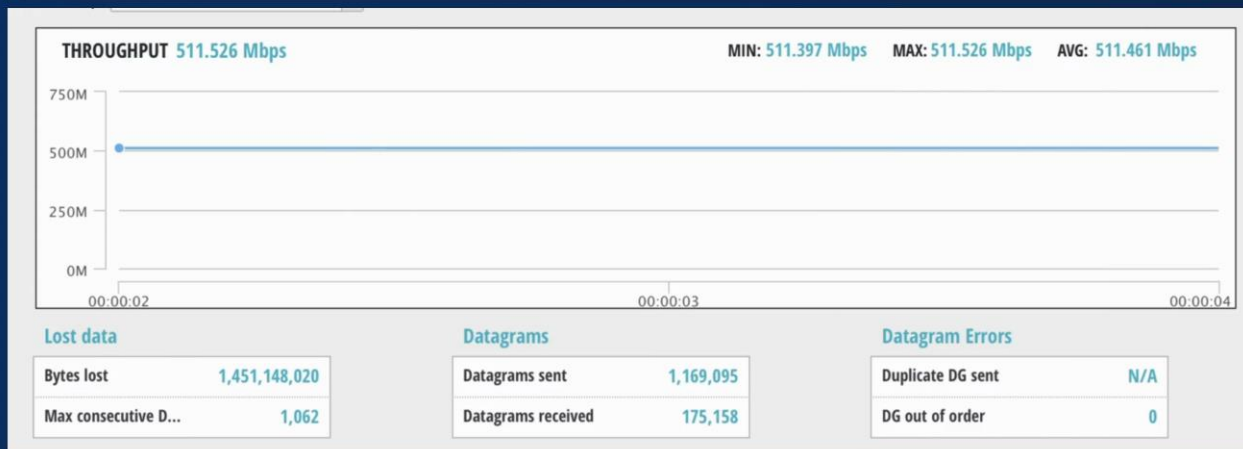 THROUGHPUT 511.526 Mbps MIN: 511.397 Mbps MAX: 511.526 Mbps AVG: 511.461 Mbps
750M
500M
250M
0M
00:00:02 00:00:03 00:00:04
Lost data Datagrams Datagram Errors
Bytes lost 1,451,148,020 Datagrams sent 1,169,095 Duplicate DG sent N/A
Max consecutive D... 1,062 Datagrams received 175,158 DG out of order 0